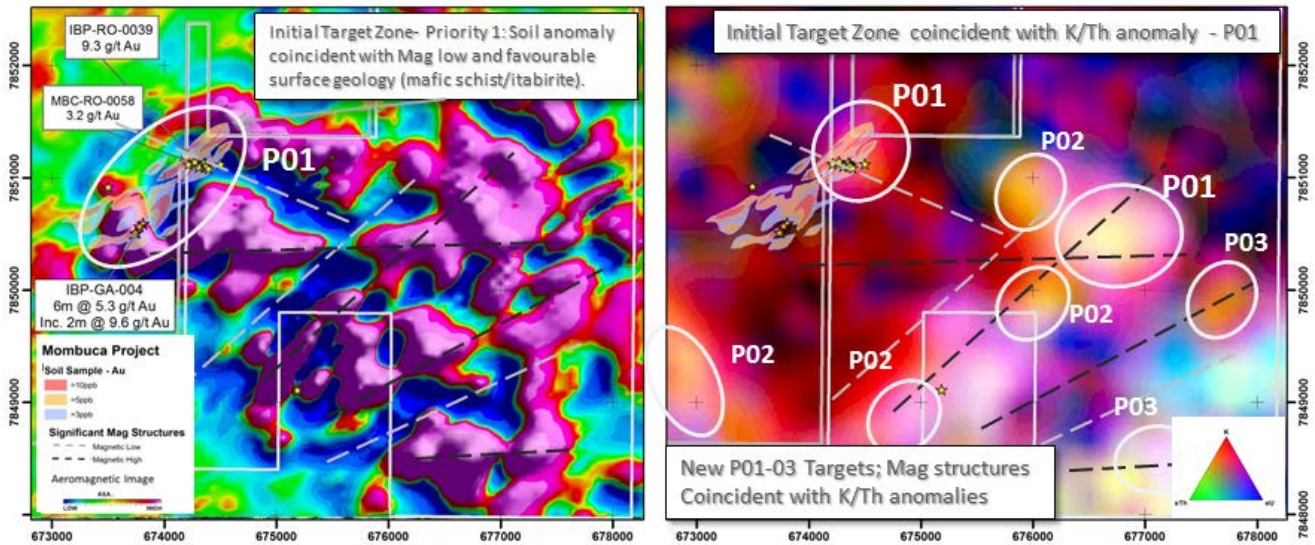 IBP-RO-0039
9.3 g/t Au
Initial Target Zone- Priority 1: Soil anomaly
coincident with Mag low and favourable
surface geology (mafic schist/itabirite).
MBC-RO-0058
3.2 g/t Au
P01
IBP-GA-004
6m @ 5.3 g/t Au
Inc. 2m @ 9.6 g/t Au
Mombuca Project
Soil Sample - Au
>10ppb
>5ppb
>3ppb
Significant Mag Structures
Magnetic Low
Magnetic High
Aeromagnetic Image
ASA.
LOW HIGH
7852000
7851000
7850000
7849000
673000 674000 675000 676000 677000 678000
Initial Target Zone coincident with K/Th anomaly - P01
P01
P02
P01
P03
P02
P02
P02
P03
New P01-03 Targets; Mag structures
Coincident with K/Th anomalies
K
eTh eU
7852000
7851000
7850000
7849000
7848000
673000 674000 675000 676000 677000 678000